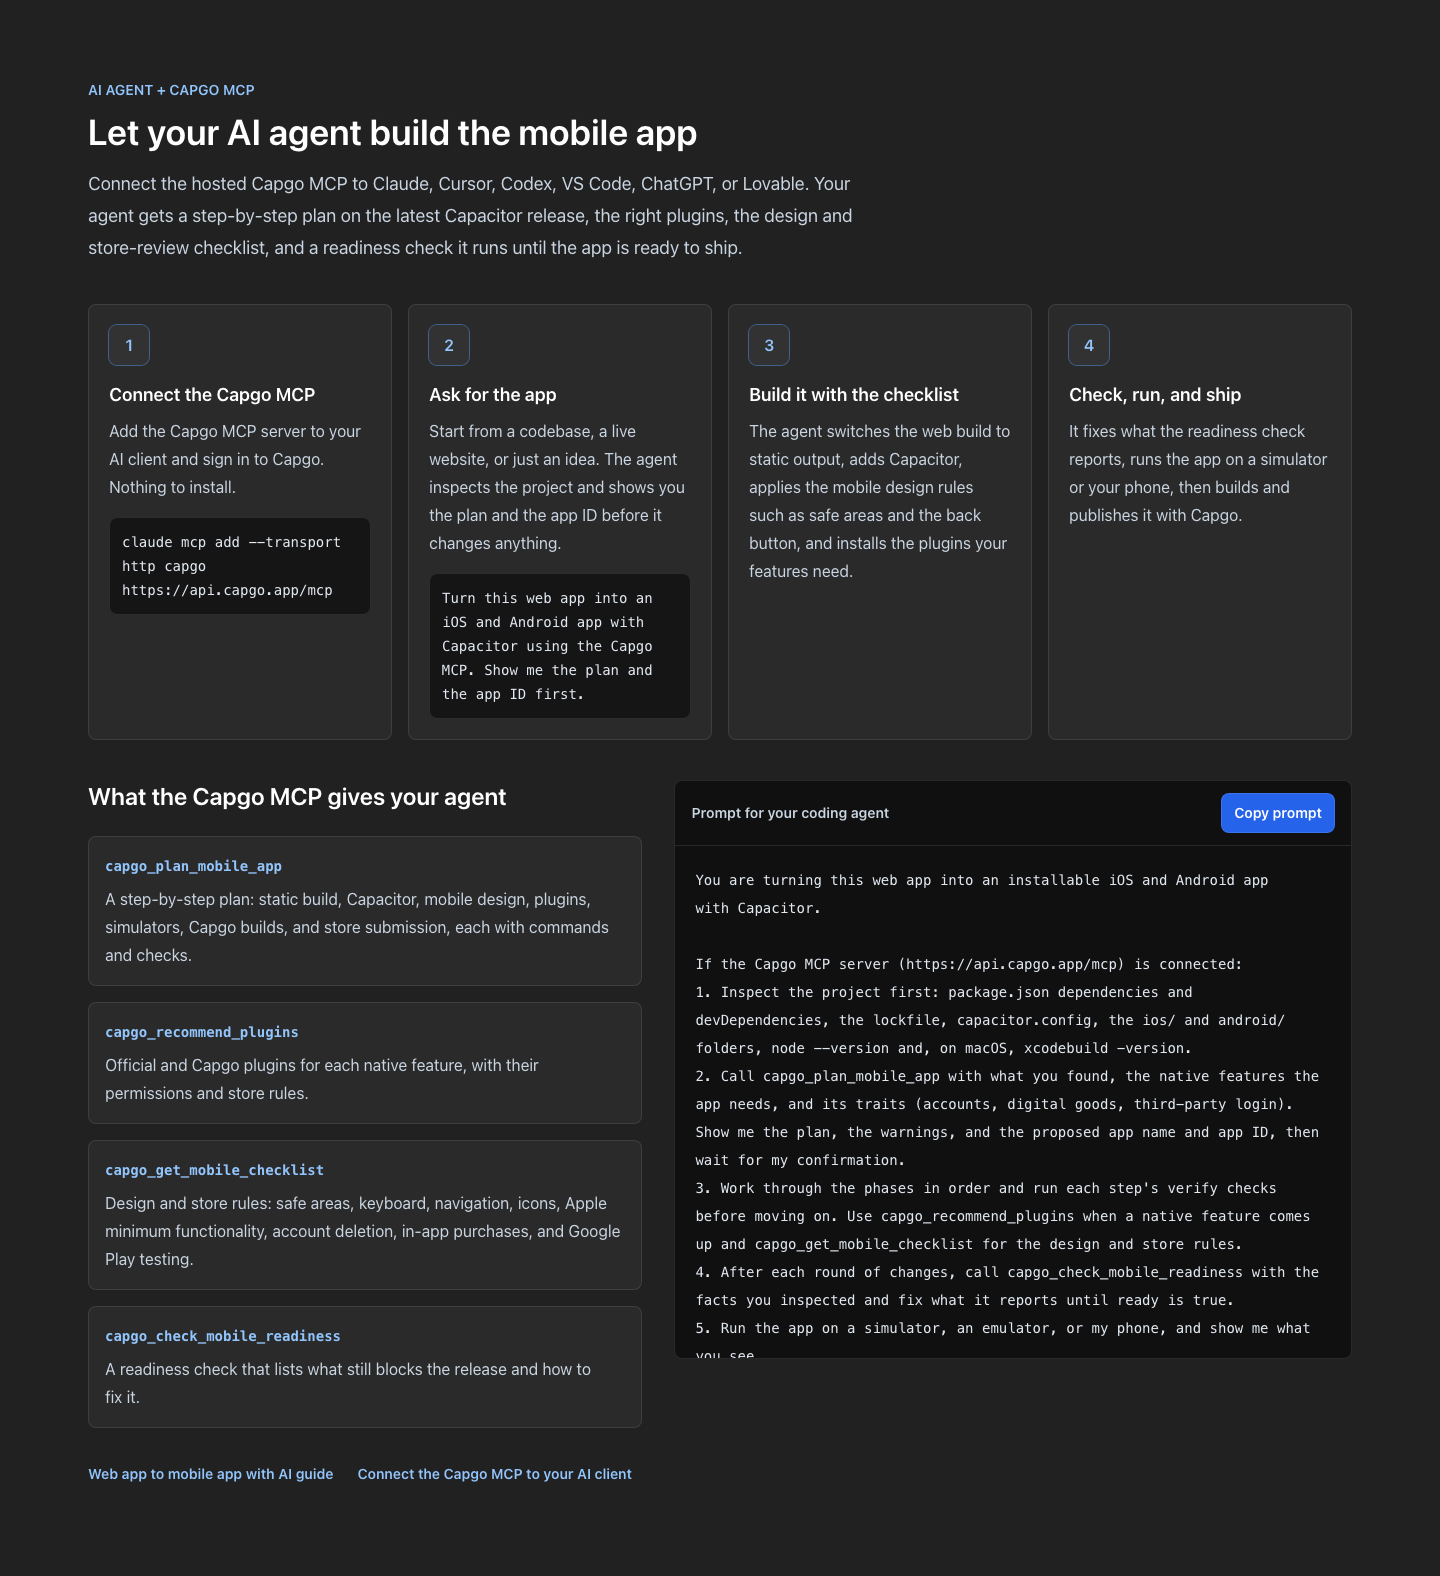 AI AGENT + CAPGO MCP
Let your AI agent build the mobile app
Connect the hosted Capgo MCP to Claude, Cursor, Codex, VS Code, ChatGPT, or Lovable. Your
agent gets a step-by-step plan on the latest Capacitor release, the right plugins, the design and
store-review checklist, and a readiness check it runs until the app is ready to ship.
1
Connect the Capgo MCP
Add the Capgo MCP server to your
AI client and sign in to Capgo.
Nothing to install.
claude mcp add --transport
http capgo
https://api.capgo.app/mcp
2
Ask for the app
Start from a codebase, a live
website, or just an idea. The agent
inspects the project and shows you
the plan and the app ID before it
changes anything.
Turn this web app into an
iOS and Android app with
Capacitor using the Capgo
MCP. Show me the plan and
the app ID first.
3
Build it with the checklist
The agent switches the web build to
static output, adds Capacitor,
applies the mobile design rules
such as safe areas and the back
button, and installs the plugins your
features need.
4
Check, run, and ship
It fixes what the readiness check
reports, runs the app on a simulator
or your phone, then builds and
publishes it with Capgo.
What the Capgo MCP gives your agent
capgo_plan_mobile_app
A step-by-step plan: static build, Capacitor, mobile design, plugins,
simulators, Capgo builds, and store submission, each with commands
and checks.
capgo_recommend_plugins
Official and Capgo plugins for each native feature, with their
permissions and store rules.
capgo_get_mobile_checklist
Design and store rules: safe areas, keyboard, navigation, icons, Apple
minimum functionality, account deletion, in-app purchases, and Google
Play testing.
capgo_check_mobile_readiness
A readiness check that lists what still blocks the release and how to
fix it.
Web app to mobile app with AI guide
Connect the Capgo MCP to your AI client
Prompt for your coding agent
Copy prompt
You are turning this web app into an installable iOS and Android app
with Capacitor.
If the Capgo MCP server (https://api.capgo.app/mcp) is connected:
1. Inspect the project first: package.json dependencies and
devDependencies, the lockfile, capacitor.config, the ios/ and android/
folders, node --version and, on macOS, xcodebuild -version.
2. Call capgo_plan_mobile_app with what you found, the native features the
app needs, and its traits (accounts, digital goods, third-party login).
Show me the plan, the warnings, and the proposed app name and app ID, then
wait for my confirmation.
3. Work through the phases in order and run each step's verify checks
before moving on. Use capgo_recommend_plugins when a native feature comes
up and capgo_get_mobile_checklist for the design and store rules.
4. After each round of changes, call capgo_check_mobile_readiness with the
facts you inspected and fix what it reports until ready is true.
5. Run the app on a simulator, an emulator, or my phone, and show me what
you see